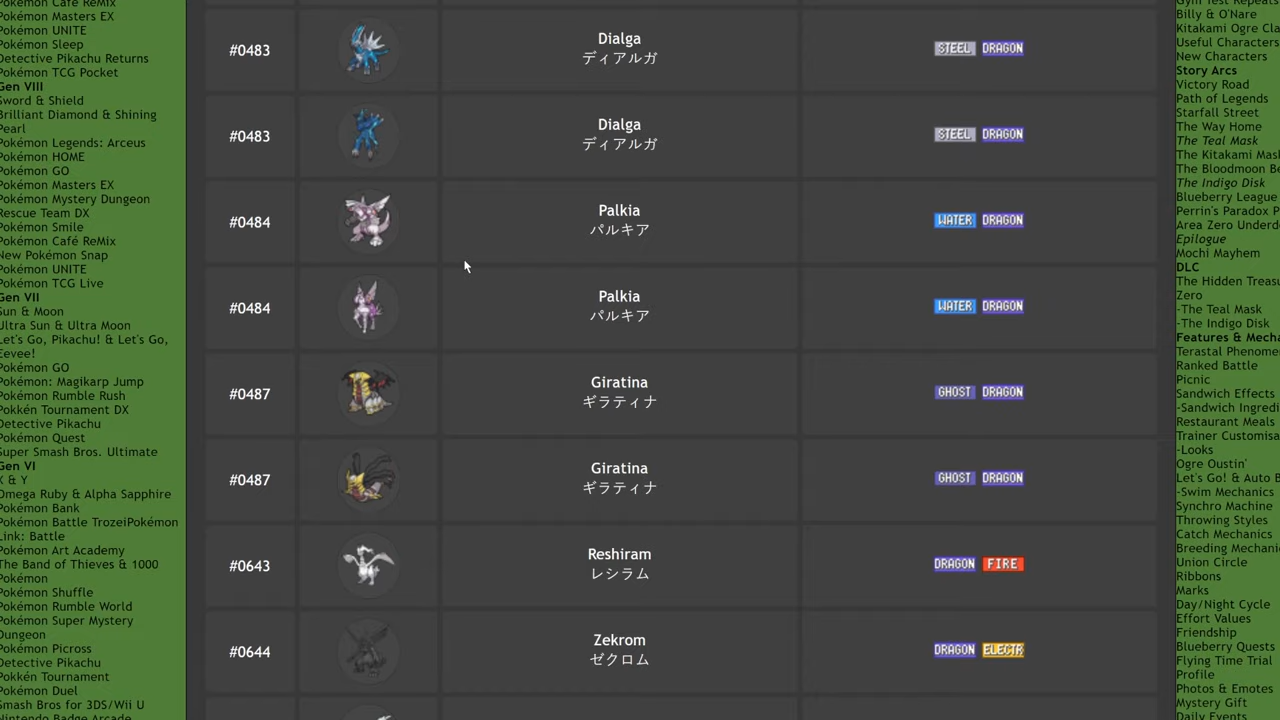 Pokémon Café ReMix
Pokémon Masters EX
Pokémon UNITE
Pokémon Sleep
Detective Pikachu Returns
Pokémon TCG Pocket
Gen VIII
Sword & Shield
Brilliant Diamond & Shining
Pearl
Pokémon Legends: Arceus
Pokémon HOME
Pokémon GO
Pokémon Masters EX
Pokémon Mystery Dungeon
Rescue Team DX
Pokémon Smile
Pokémon Café ReMix
New Pokémon Snap
Pokémon UNITE
Pokémon TCG Live
Gen VII
Sun & Moon
Ultra Sun & Ultra Moon
Let's Go, Pikachu! & Let's Go,
Eevee!
Pokémon GO
Pokémon: Magikarp Jump
Pokémon Rumble Rush
Pokkén Tournament DX
Detective Pikachu
Pokémon Quest
Super Smash Bros. Ultimate
Gen VI
X & Y
Omega Ruby & Alpha Sapphire
Pokémon Bank
Pokémon Battle TrozeiPokémon
Link: Battle
Pokémon Art Academy
The Band of Thieves & 1000
Pokémon
Pokémon Shuffle
Pokémon Rumble World
Pokémon Super Mystery
Dungeon
Pokémon Picross
Detective Pikachu
Pokkén Tournament
Pokémon Duel
Smash Bros for 3DS/Wii U
Nintendo Badge Arcade
#0483
Dialga
ディアルガ
STEEL DRAGON
#0483
Dialga
ディアルガ
STEEL DRAGON
#0484
Palkia
パルキア
WATER DRAGON
#0484
Palkia
パルキア
WATER DRAGON
#0487
Giratina
ギラティナ
GHOST DRAGON
#0487
Giratina
ギラティナ
GHOST DRAGON
#0643
Reshiram
レシラム
DRAGON FIRE
#0644
Zekrom
ゼクロム
DRAGON ELECTR
Gym Test Repeats
Billy & O'Nare
Kitakami Ogre Cla
Useful Characters
New Characters
Story Arcs
Victory Road
Path of Legends
Starfall Street
The Way Home
The Teal Mask
The Kitakami Mas
The Bloodmoon Be
The Indigo Disk
Blueberry League
Perrin's Paradox P
Area Zero Underd
Epilogue
Mochi Mayhem
DLC
The Hidden Treasu
Zero
-The Teal Mask
-The Indigo Disk
Features & Mecha
Terastal Phenome
Ranked Battle
Picnic
Sandwich Effects
-Sandwich Ingredi
Restaurant Meals
Trainer Customisa
-Looks
Ogre Oustin'
Let's Go! & Auto B
-Swim Mechanics
Synchro Machine
Throwing Styles
Catch Mechanics
Breeding Mechani
Union Circle
Ribbons
Marks
Day/Night Cycle
Effort Values
Friendship
Blueberry Quests
Flying Time Trial
Profile
Photos & Emotes
Mystery Gift
Daily Events